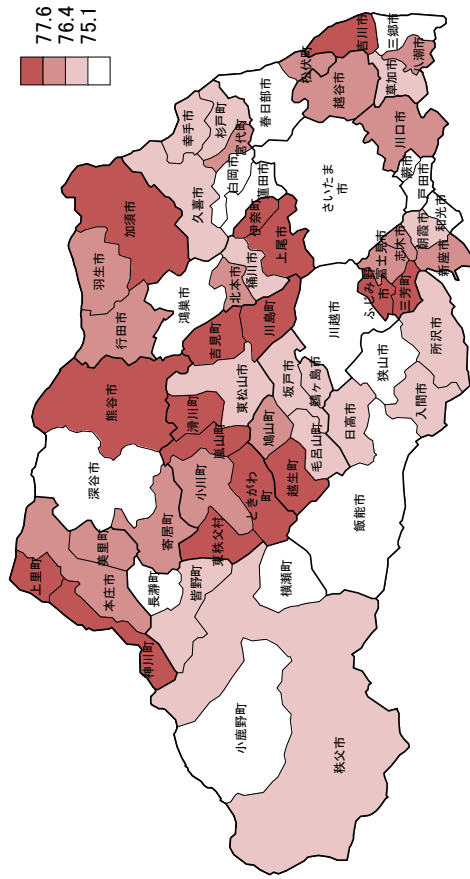 77.6
76.4
75.1
上里町
神川町
本庄市
美里町
深谷市
熊谷市
行田市
羽生市
加須市
寄居町
長瀞町
皆野町
小鹿野町
秩父市
横瀬町
東秩父村
小川町
嵐山町
滑川町
ときがわ
町
東松山市
吉見町
鴻巣市
久喜市
幸手市
杉戸町
宮代町
白岡市
蓮田市
春日部市
北本市
桶川市
伊奈町
上尾市
川島町
鳩山町
越生町
毛呂山町
坂戸市
鶴ヶ島市
川越市
さいたま
市
松伏町
越谷市
吉川市
三郷市
草加市
潮市
川口市
蕨市
戸田市
飯能市
日高市
狭山市
入間市
所沢市
ふじみ野
市
富士見市
三芳町
志木市
朝霞市
新座市
和光市